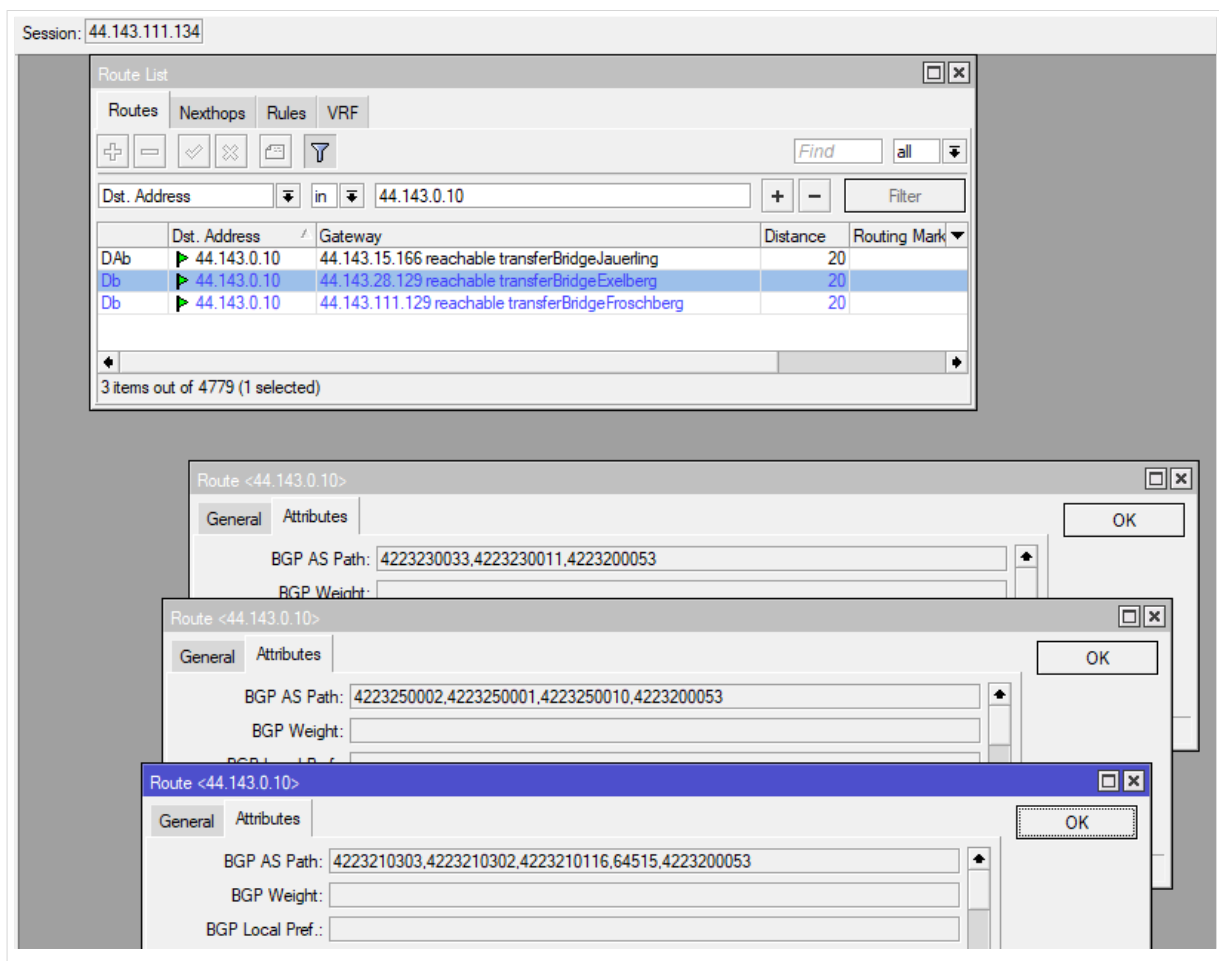 Session: 44.143.111.134
Route List
Routes Nexthops Rules VRF
Find all
Dst. Address in 44.143.0.10 + - Filter
Dst. Address Gateway Distance Routing Mark
DAb 44.143.0.10 44.143.15.166 reachable transferBridgeJauerling 20
Db 44.143.0.10 44.143.28.129 reachable transferBridgeExelberg 20
Db 44.143.0.10 44.143.111.129 reachable transferBridgeFroschberg 20
3 items out of 4779 (1 selected)
Route <44.143.0.10>
General Attributes OK
BGP AS Path: 4223230033,4223230011,4223200053
BGP Weight:
Route <44.143.0.10>
General Attributes OK
BGP AS Path: 4223250002,4223250001,4223250010,4223200053
BGP Weight:
BGP Local Pref.:
Route <44.143.0.10>
General Attributes OK
BGP AS Path: 4223210303,4223210302,4223210116,64515,4223200053
BGP Weight:
BGP Local Pref.: